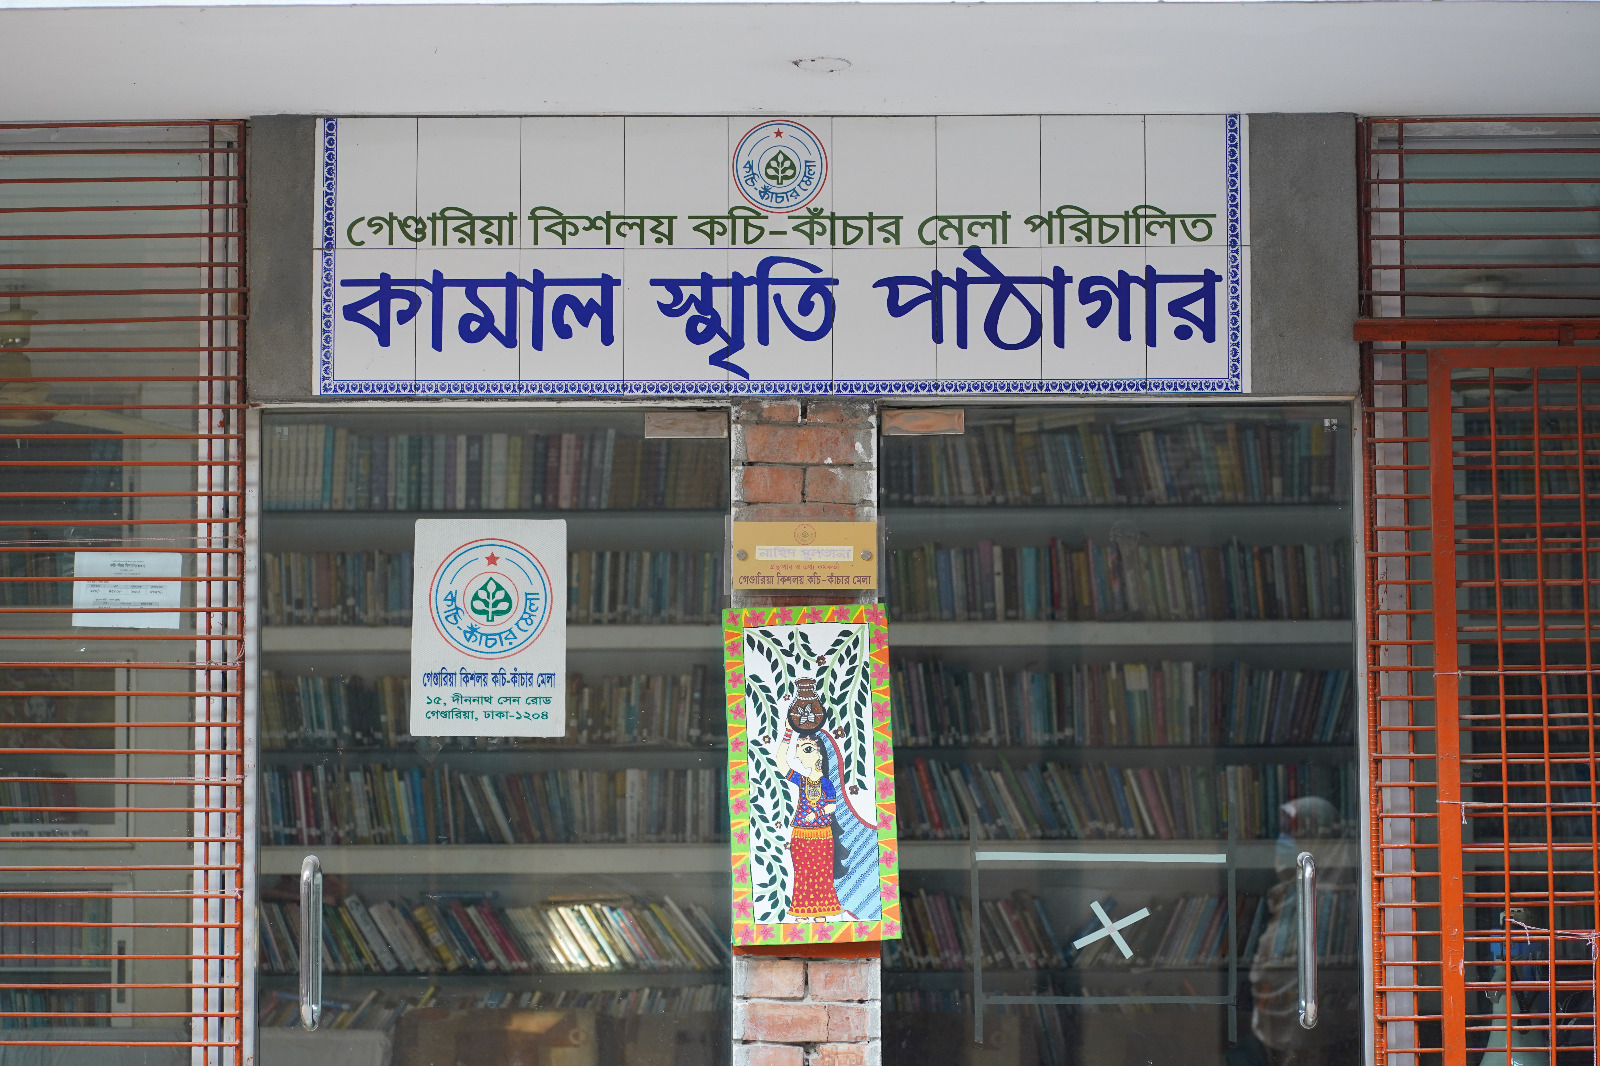 কচি-কাঁচার মেলা
গেণ্ডারিয়া কিশলয় কচি-কাঁচার মেলা পরিচালিত
কামাল স্মৃতি পাঠাগার
কচি-কাঁচার মেলা
গেণ্ডারিয়া কিশলয় কচি-কাঁচার মেলা
১৫, দীননাথ সেন রোড
গেণ্ডারিয়া, ঢাকা-১২০৪
গেণ্ডারিয়া কিশলয় কচি-কাঁচার মেলা